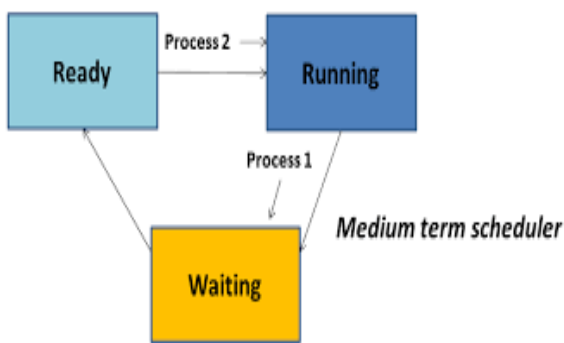 Process 2
Ready
Running
Process 1
Medium term scheduler
Waiting